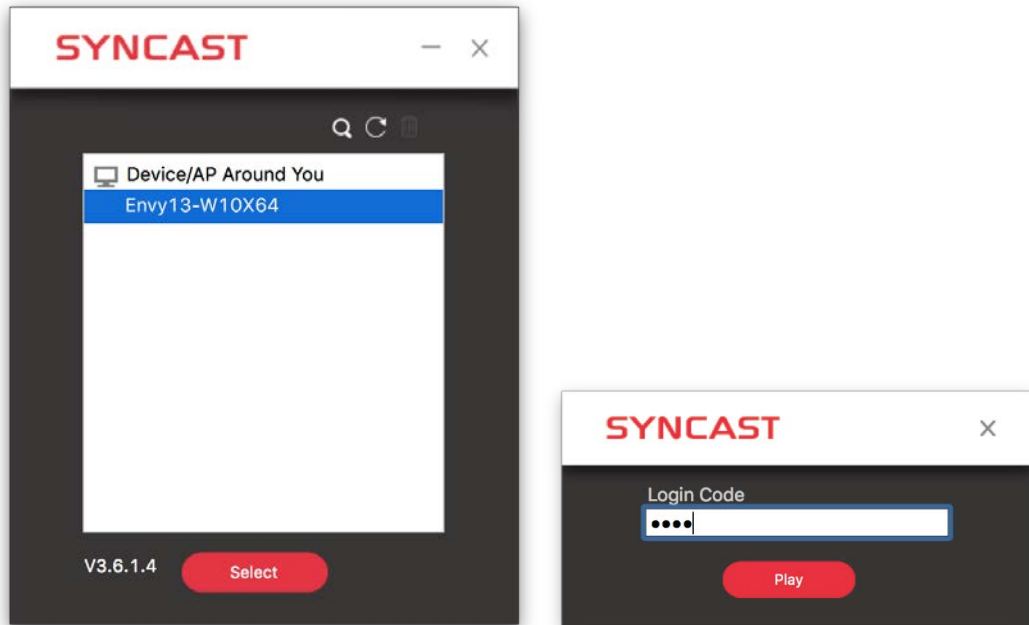 SYNCAST
Device/AP Around You
Envy13-W10X64
V3.6.1.4
Select
SYNCAST
Login Code
••••
Play